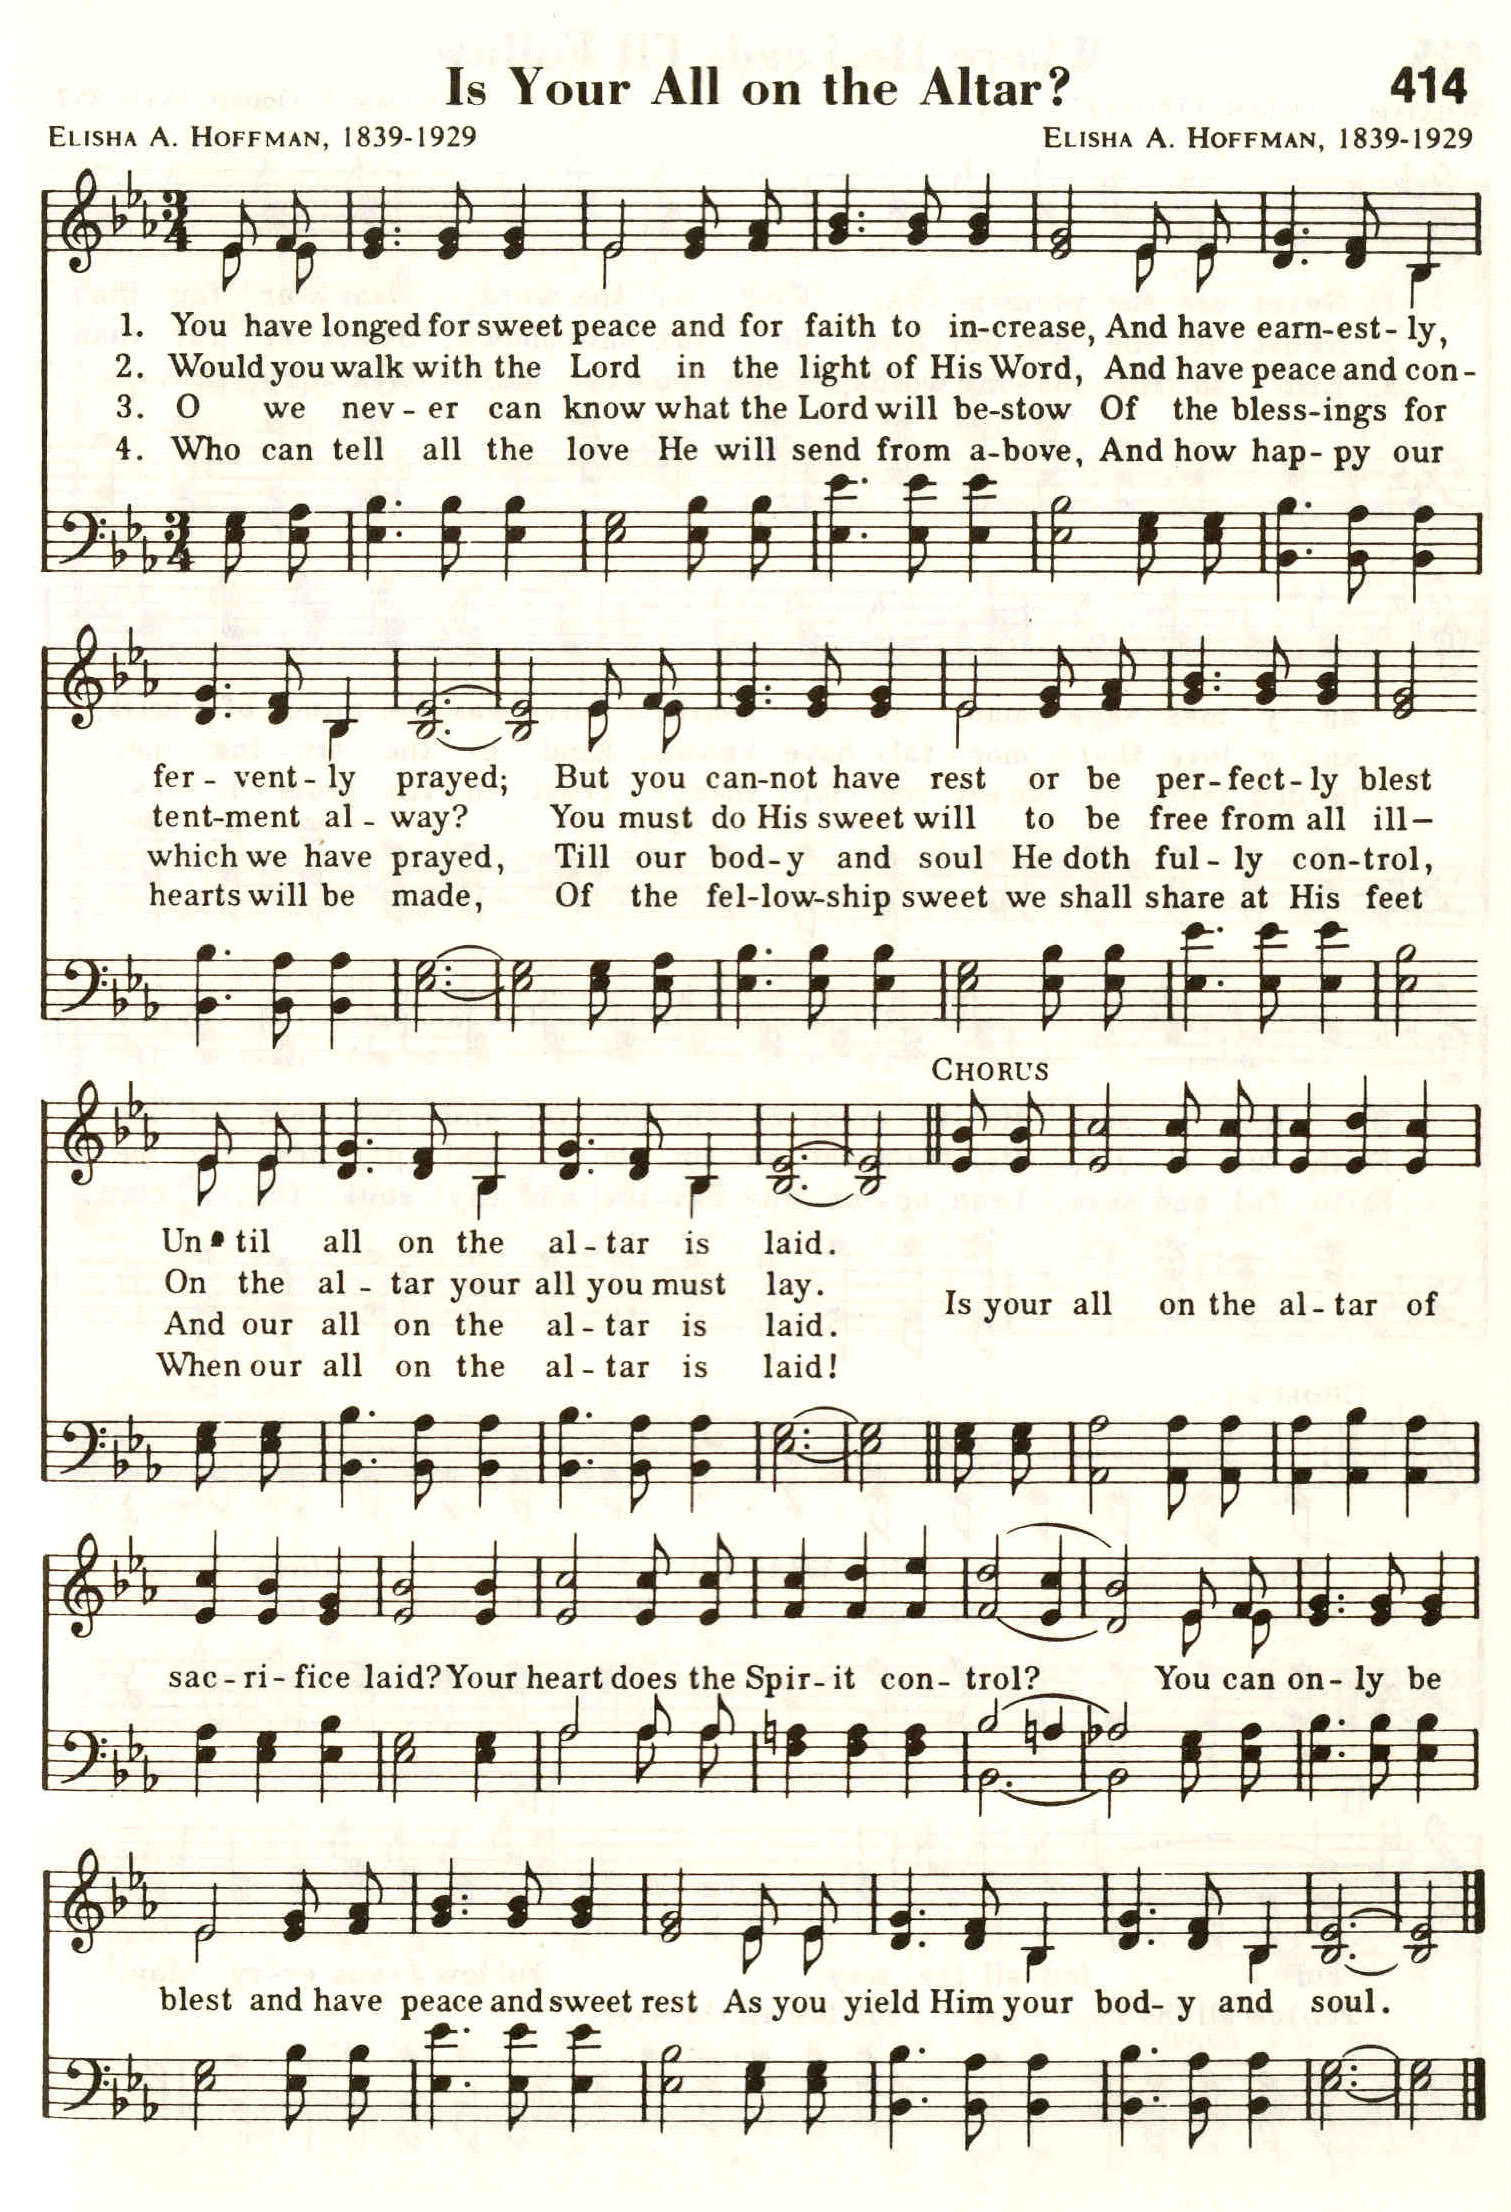 Is Your All on the Altar? 414
ELISHA A. HOFFMAN, 1839-1929 ELISHA A. HOFFMAN, 1839-1929
1. You have longed for sweet peace and for faith to in-crease, And have earn-est-ly,
2. Would you walk with the Lord in the light of His Word, And have peace and con-
3. O we nev-er can know what the Lord will be-stow Of the bless-ings for
4. Who can tell all the love He will send from a-bove, And how hap-py our
fer-vent-ly prayed; But you can-not have rest or be per-fect-ly blest
tent-ment al-way? You must do His sweet will to be free from all ill—
which we have prayed, Till our bod-y and soul He doth ful-ly con-trol,
hearts will be made, Of the fel-low-ship sweet we shall share at His feet
CHORUS
Un-til all on the al-tar is laid.
On the al-tar your all you must lay.
And our all on the al-tar is laid.
When our all on the al-tar is laid!
Is your all on the al-tar of
sac-ri-fice laid? Your heart does the Spir-it con-trol? You can on-ly be
blest and have peace and sweet rest As you yield Him your bod-y and soul.